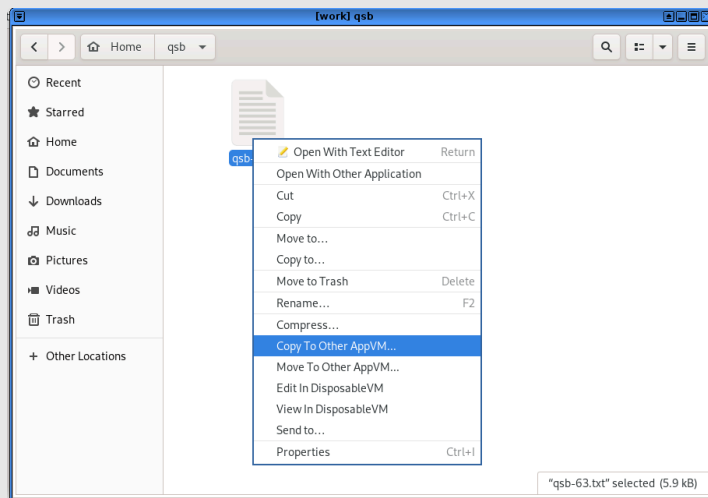 [work] qsb
Home
qsb
Recent
Starred
Home
Documents
Downloads
Music
Pictures
Videos
Trash
+ Other Locations
qsb-
Open With Text Editor Return
Open With Other Application
Cut Ctrl+X
Copy Ctrl+C
Move to...
Copy to...
Move to Trash Delete
Rename... F2
Compress...
Copy To Other AppVM...
Move To Other AppVM...
Edit In DisposableVM
View In DisposableVM
Send to...
Properties Ctrl+I
“qsb-63.txt” selected (5.9 kB)